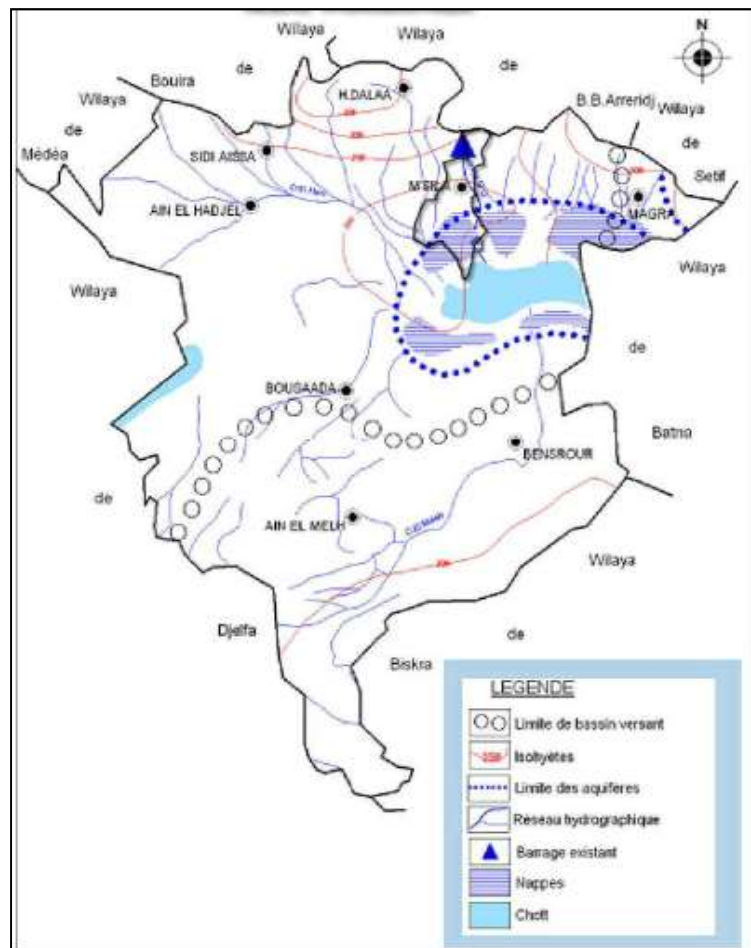 Wilaya
Wilaya
N
de
de
Bouira
H.DALAA
B.B.Arreridj
Wilaya
Wilaya
de
de
SIDI AISSA
M'SILA
Setif
Médéa
AIN EL HADJEL
MAGRA
Wilaya
Wilaya
de
BOUSAADA
Batna
BENSROUR
de
AIN EL MELH
Wilaya
Djelfa
de
Biskra
LEGENDE
Limite de bassin versant
Isohyètes
Limite des aquifères
Réseau hydrographique
Barrage existant
Nappes
Chott